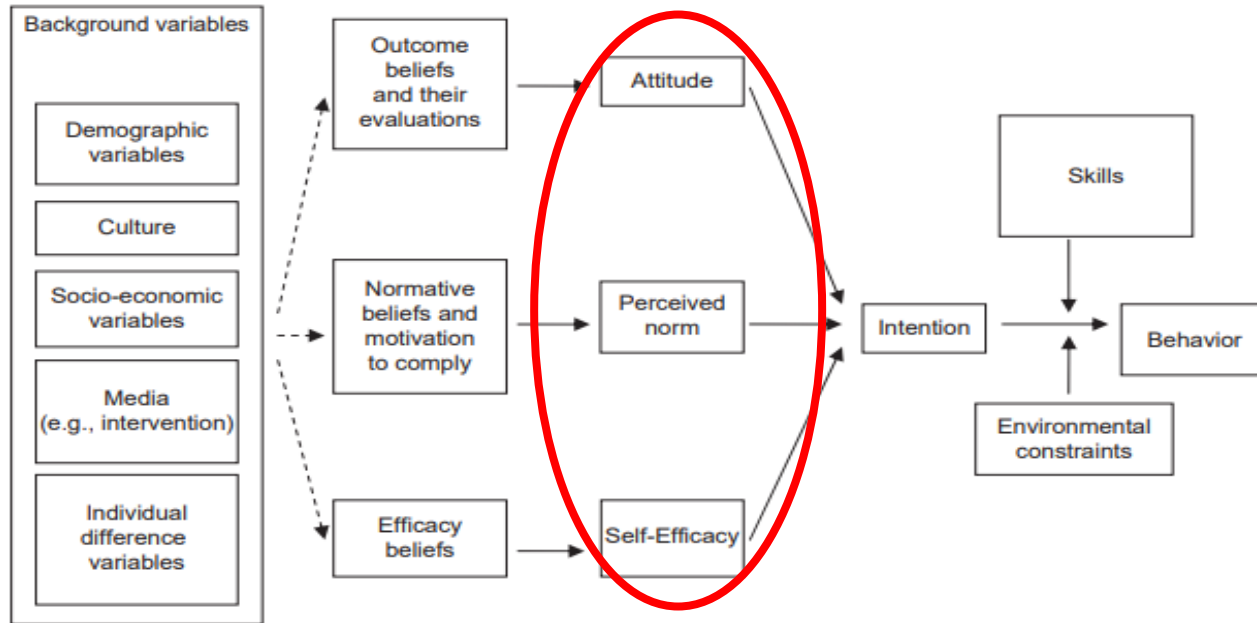 Background variables
Demographic
variables
Culture
Socio-economic
variables
Media
(e.g., intervention)
Individual
difference
variables
Outcome
beliefs
and their
evaluations
Normative
beliefs and
motivation
to comply
Efficacy
beliefs
Attitude
Perceived
norm
Self-Efficacy
Intention
Skills
Environmental
constraints
Behavior